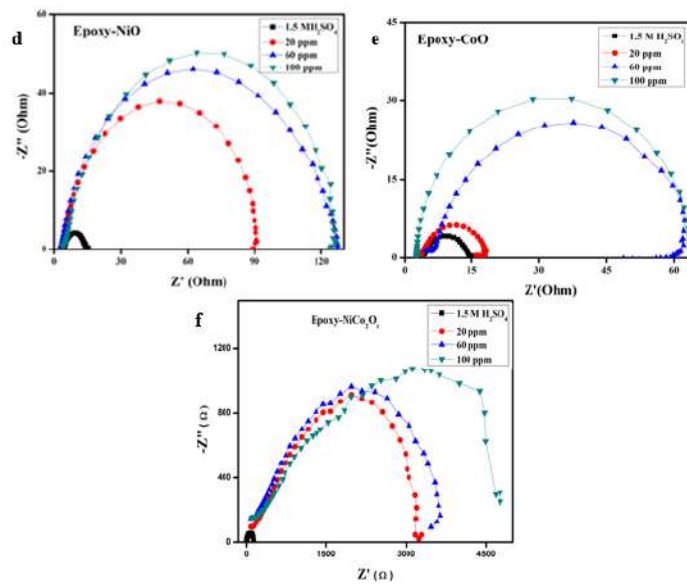 d
Epoxy-NiO
1.5 MH₂SO₄
20 ppm
60 ppm
100 ppm
60
40
20
0
-Z''(Ohm)
0 30 60 90 120
Z'(Ohm)
e
Epoxy-CoO
1.5 M H₂SO₄
20 ppm
60 ppm
100 ppm
-45
30
15
0
-Z''(Ohm)
0 15 30 45 60
Z'(Ohm)
f
Epoxy-NiCo₂O₄
1.5 M H₂SO₄
20 ppm
60 ppm
100 ppm
1200
800
400
0
-Z''(Ω)
0 1500 3000 4500
Z'(Ω)